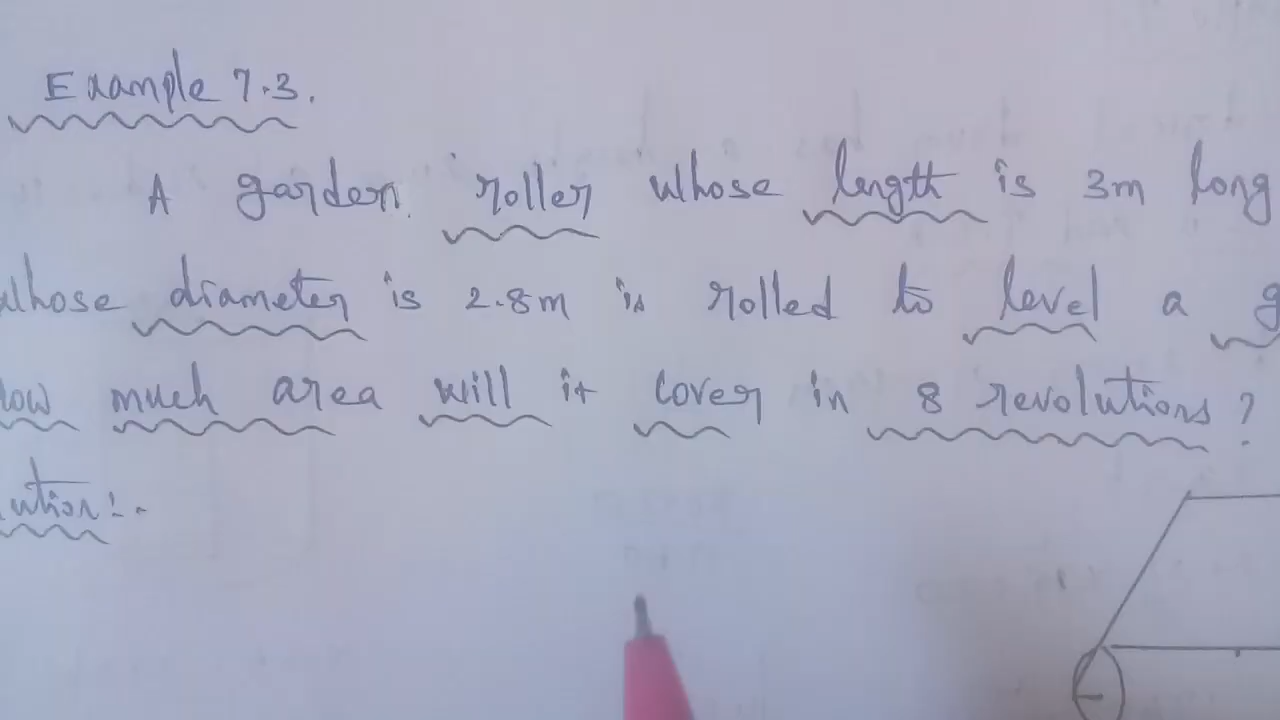 Example 7.3.
A garden roller whose length is 3m long
whose diameter is 2.8m is rolled to level a
much area will it cover in 8 revolutions?